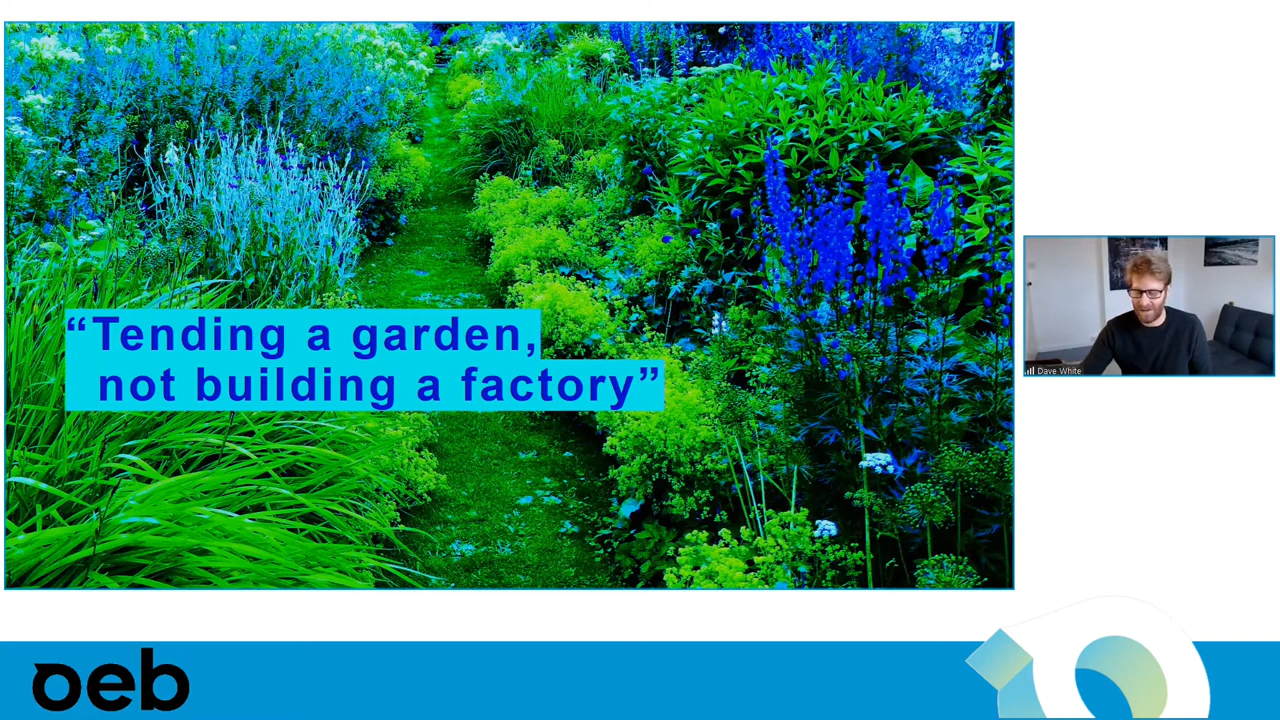 “Tending a garden,
not building a factory”
Dave White
oeb